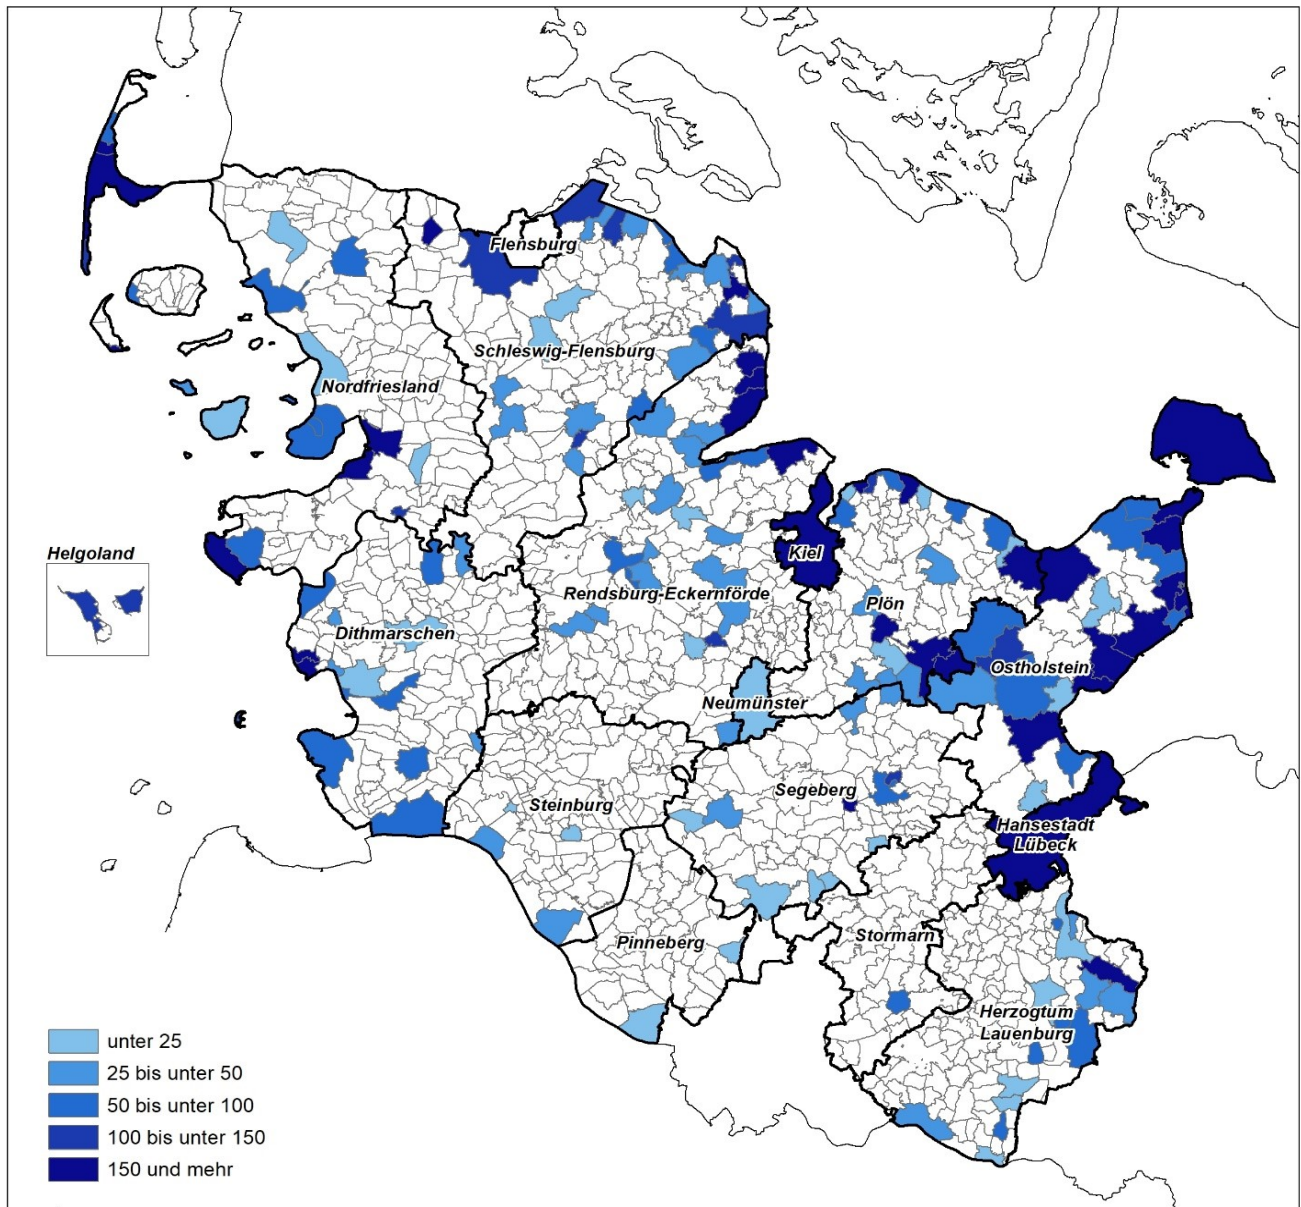 Flensburg
Schleswig-Flensburg
Nordfriesland
Helgoland
Kiel
Rendsburg-Eckernförde
Plön
Dithmarschen
Ostholstein
Neumünster
Segeberg
Steinburg
Hansestadt
Lübeck
Pinneberg
Stormarn
Herzogtum
Lauenburg
unter 25
25 bis unter 50
50 bis unter 100
100 bis unter 150
150 und mehr